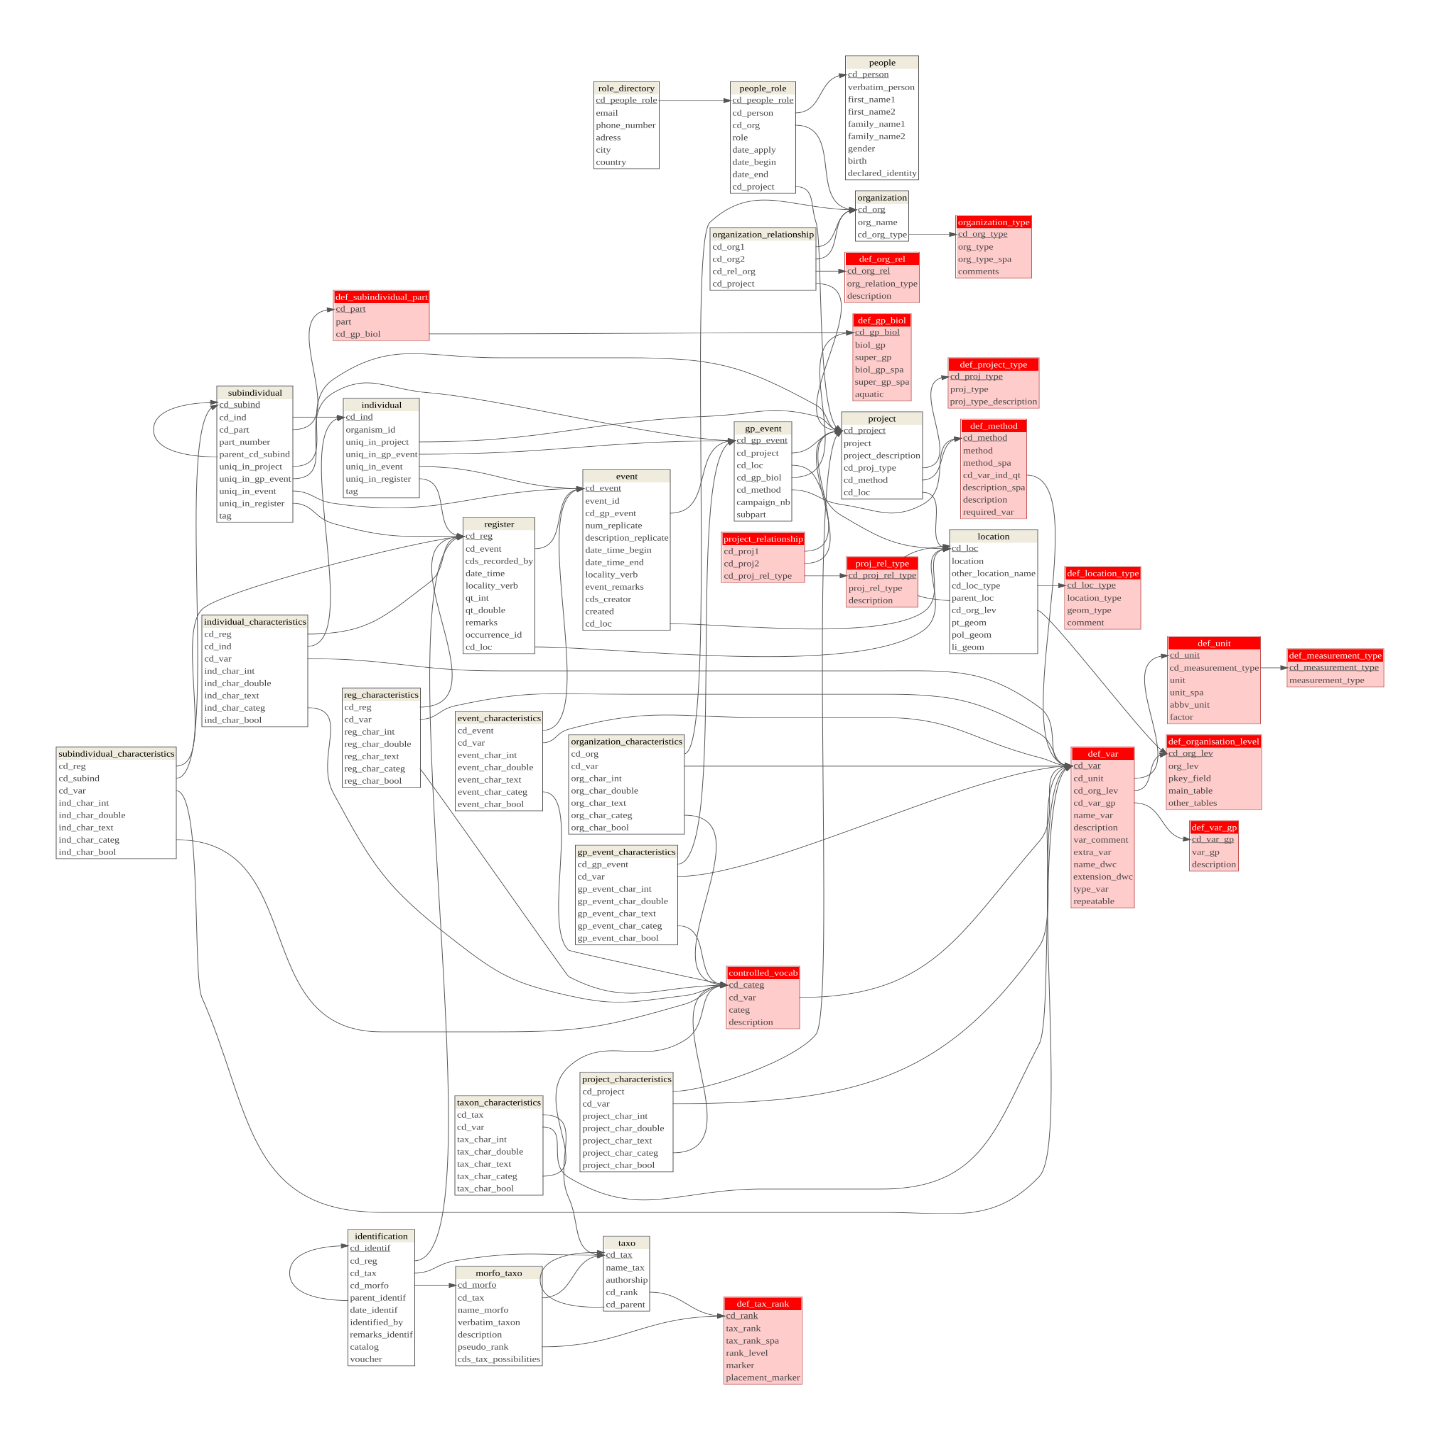 people
cd_person
verbatim_person
first_name1
first_name2
family_name1
family_name2
gender
birth
declared_identity
role_directory
cd_people_role
email
phone_number
adress
city
country
people_role
cd_people_role
cd_person
cd_org
role
date_apply
date_begin
date_end
cd_project
organization
cd_org
org_name
cd_org_type
organization_type
cd_org_type
org_type
org_type_spa
comments
organization_relationship
cd_org1
cd_org2
cd_rel_org
cd_project
def_org_rel
cd_org_rel
org_relation_type
description
def_subindividual_part
cd_part
part
cd_gp_biol
def_gp_biol
cd_gp_biol
biol_gp
super_gp
biol_gp_spa
super_gp_spa
aquatic
def_project_type
cd_proj_type
proj_type
proj_type_description
subindividual
cd_subind
cd_ind
cd_part
part_number
parent_cd_subind
uniq_in_project
uniq_in_gp_event
uniq_in_event
uniq_in_register
tag
individual
cd_ind
organism_id
uniq_in_project
uniq_in_gp_event
uniq_in_event
uniq_in_register
tag
gp_event
cd_gp_event
cd_project
cd_loc
cd_gp_biol
cd_method
campaign_nb
subpart
project
cd_project
project
project_description
cd_proj_type
cd_method
cd_loc
def_method
cd_method
method
method_spa
cd_var_ind_qt
description_spa
description
required_var
event
cd_event
event_id
cd_gp_event
num_replicate
description_replicate
date_time_begin
date_time_end
locality_verb
event_remarks
cds_creator
created
cd_loc
register
cd_reg
cd_event
cds_recorded_by
date_time
locality_verb
qt_int
qt_double
remarks
occurrence_id
cd_loc
project_relationship
cd_proj1
cd_proj2
cd_proj_rel_type
proj_rel_type
cd_proj_rel_type
proj_rel_type
description
location
cd_loc
location
other_location_name
cd_loc_type
parent_loc
cd_org_lev
pt_geom
pol_geom
li_geom
def_location_type
cd_loc_type
location_type
geom_type
comment
individual_characteristics
cd_reg
cd_ind
cd_var
ind_char_int
ind_char_double
ind_char_text
ind_char_categ
ind_char_bool
def_unit
cd_unit
cd_measurement_type
unit
unit_spa
abbv_unit
factor
def_measurement_type
cd_measurement_type
measurement_type
reg_characteristics
cd_reg
cd_var
reg_char_int
reg_char_double
reg_char_text
reg_char_categ
reg_char_bool
event_characteristics
cd_event
cd_var
event_char_int
event_char_double
event_char_text
event_char_categ
event_char_bool
organization_characteristics
cd_org
cd_var
org_char_int
org_char_double
org_char_text
org_char_categ
org_char_bool
subindividual_characteristics
cd_reg
cd_subind
cd_var
ind_char_int
ind_char_double
ind_char_text
ind_char_categ
ind_char_bool
def_var
cd_var
cd_unit
cd_org_lev
cd_var_gp
name_var
description
var_comment
extra_var
name_dwc
extension_dwc
type_var
repeatable
def_organisation_level
cd_org_lev
org_lev
pkey_field
main_table
other_tables
def_var_gp
cd_var_gp
var_gp
description
gp_event_characteristics
cd_gp_event
cd_var
gp_event_char_int
gp_event_char_double
gp_event_char_text
gp_event_char_categ
gp_event_char_bool
controlled_vocab
cd_categ
cd_var
categ
description
project_characteristics
cd_project
cd_var
project_char_int
project_char_double
project_char_text
project_char_categ
project_char_bool
taxon_characteristics
cd_tax
cd_var
tax_char_int
tax_char_double
tax_char_text
tax_char_categ
tax_char_bool
identification
cd_identif
cd_reg
cd_tax
cd_morfo
parent_identif
date_identif
identified_by
remarks_identif
catalog
voucher
morfo_taxo
cd_morfo
cd_tax
name_morfo
verbatim_taxon
description
pseudo_rank
cds_tax_possibilities
taxo
cd_tax
name_tax
authorship
cd_rank
cd_parent
def_tax_rank
cd_rank
tax_rank
tax_rank_spa
rank_level
marker
placement_marker